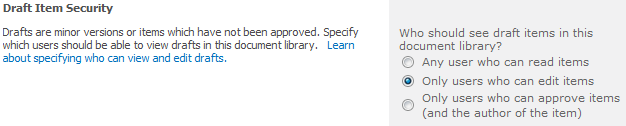 Draft Item Security
Drafts are minor versions or items which have not been approved. Specify
which users should be able to view drafts in this document library. Learn
about specifying who can view and edit drafts.
Who should see draft items in this
document library?
Any user who can read items
Only users who can edit items
Only users who can approve items
(and the author of the item)